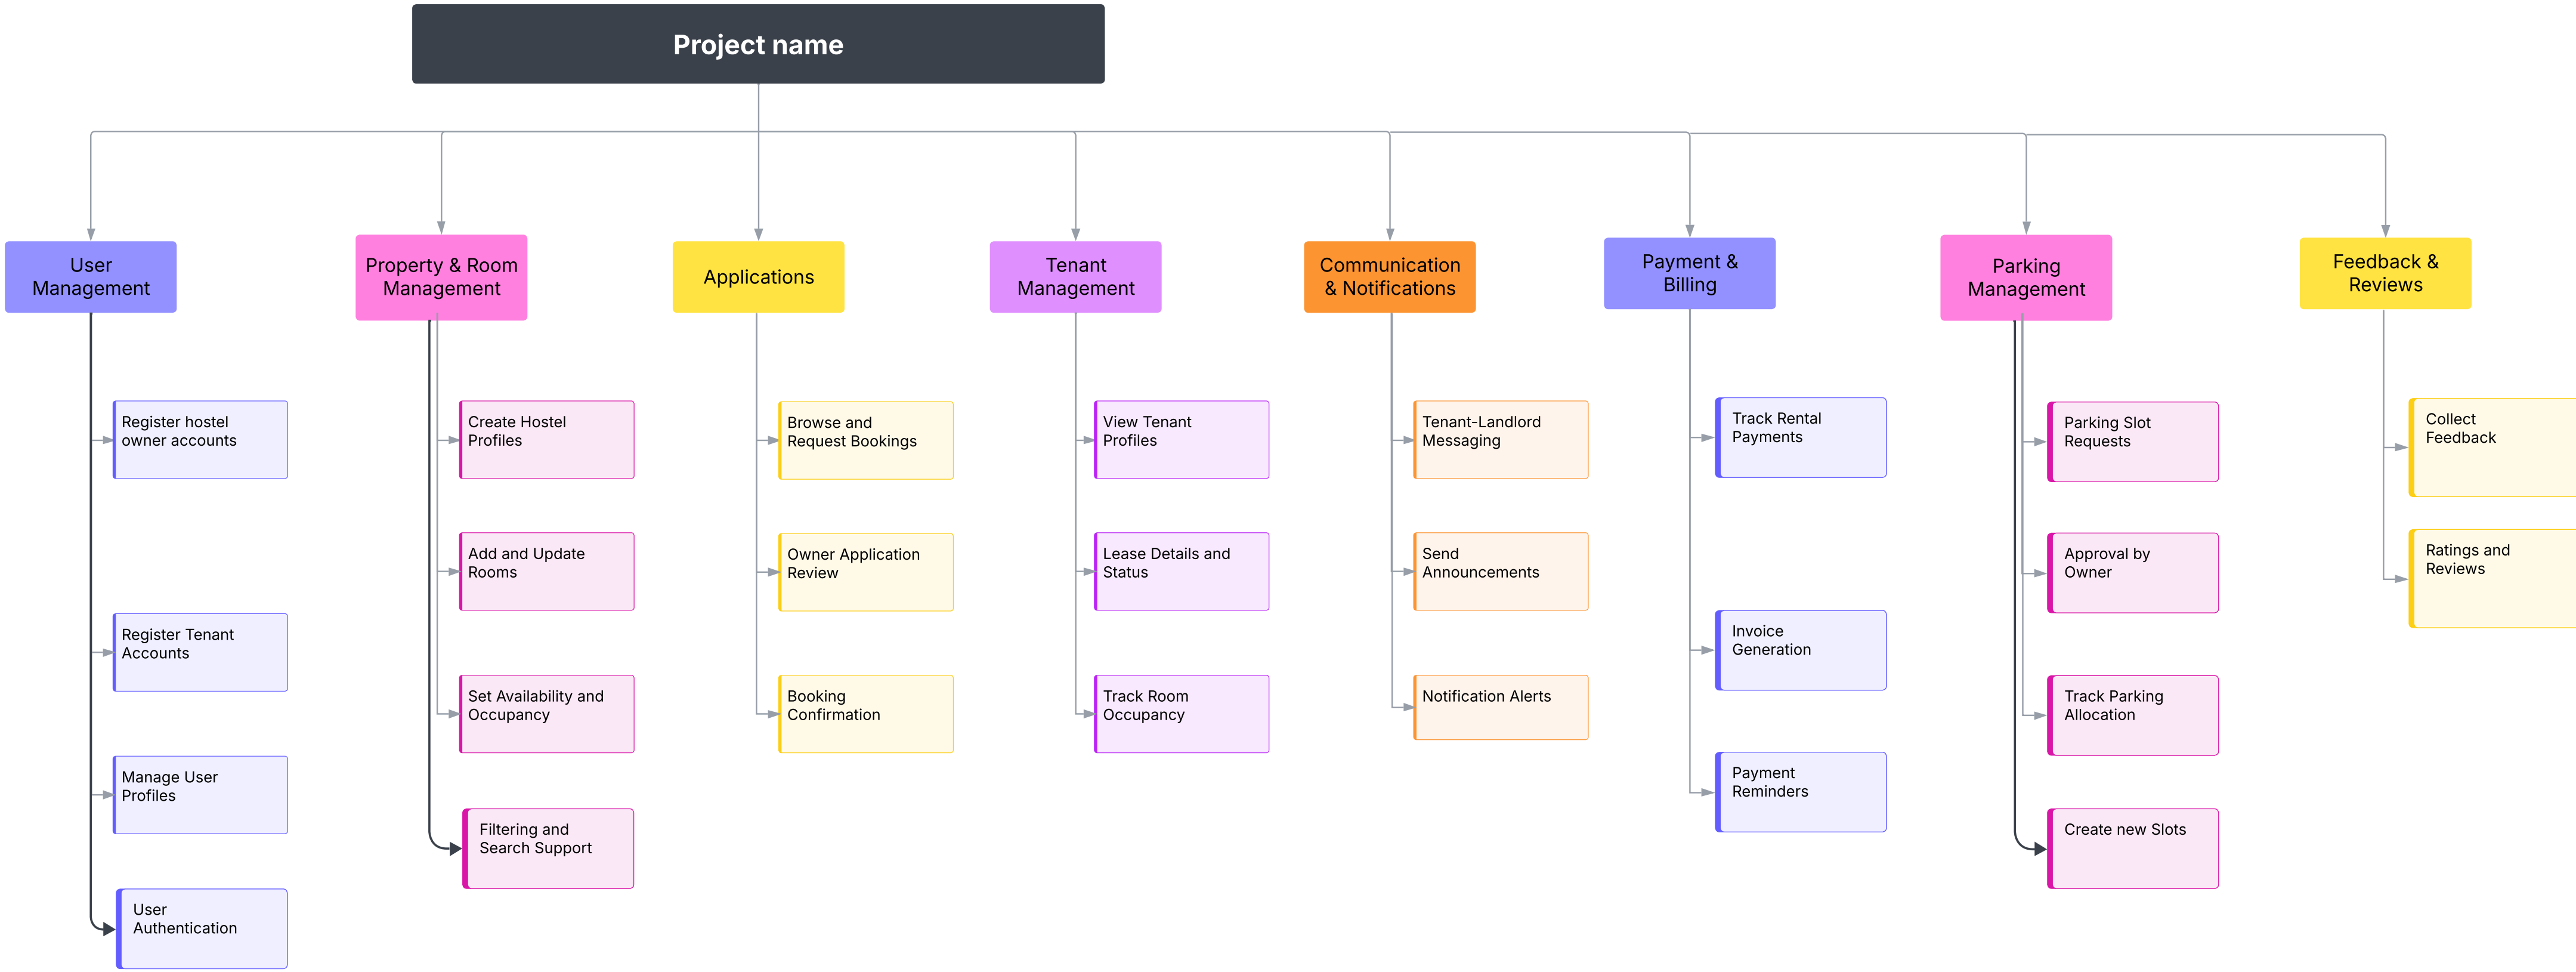 Project name
User
Management
Property & Room
Management
Applications
Tenant
Management
Communication
& Notifications
Payment &
Billing
Parking
Management
Feedback &
Reviews
Register hostel
owner accounts
Register Tenant
Accounts
Manage User
Profiles
User
Authentication
Create Hostel
Profiles
Add and Update
Rooms
Set Availability and
Occupancy
Filtering and
Search Support
Browse and
Request Bookings
Owner Application
Review
Booking
Confirmation
View Tenant
Profiles
Lease Details and
Status
Track Room
Occupancy
Tenant-Landlord
Messaging
Send
Announcements
Notification Alerts
Track Rental
Payments
Invoice
Generation
Payment
Reminders
Parking Slot
Requests
Approval by
Owner
Track Parking
Allocation
Create new Slots
Collect
Feedback
Ratings and
Reviews